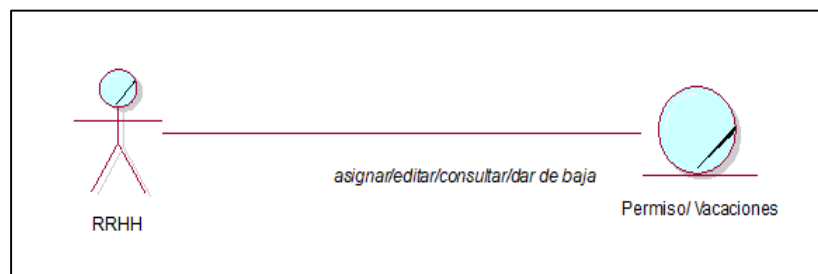 asignar/editar/consultar/dar de baja
RRHH
Permiso/ Vacaciones